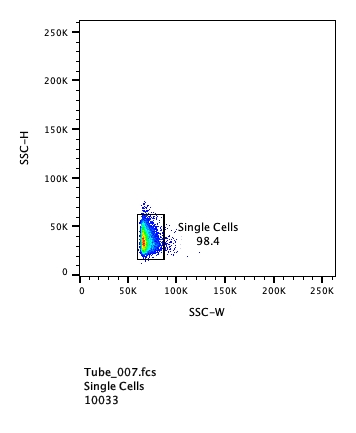 250K
200K
150K
100K
50K
0
SSC-H
Single Cells
98.4
0 50K 100K 150K 200K 250K
SSC-W
Tube_007.fcs
Single Cells
10033